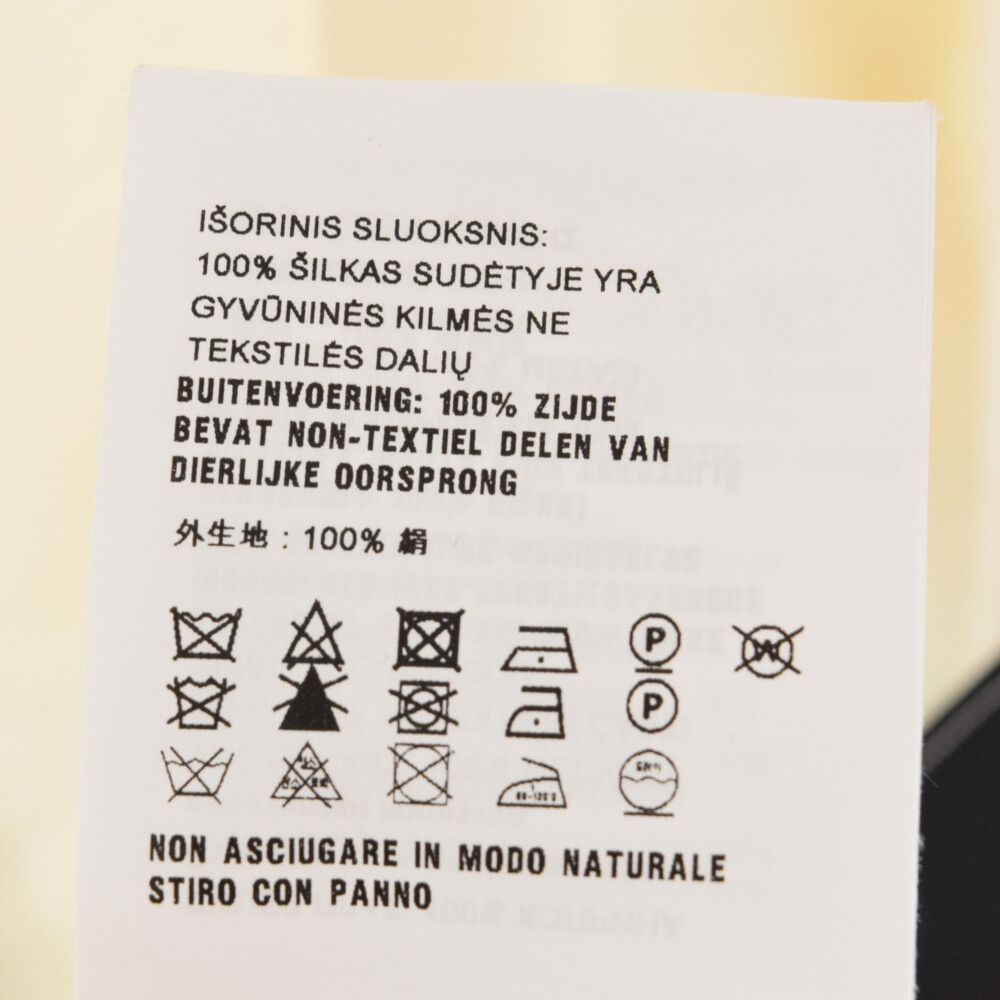 IŠORINIS SLUOKSNIS:
100% ŠILKAS SUDĖTYJE YRA
GYVŪNINĖS KILMĖS NE
TEKSTILĖS DALIŲ
BUITENVOERING: 100% ZIJDE
BEVAT NON-TEXTIEL DELEN VAN
DIERLIJKE OORSPRONG
外生地 : 100% 絹
P W
P
NON ASCIUGARE IN MODO NATURALE
STIRO CON PANNO